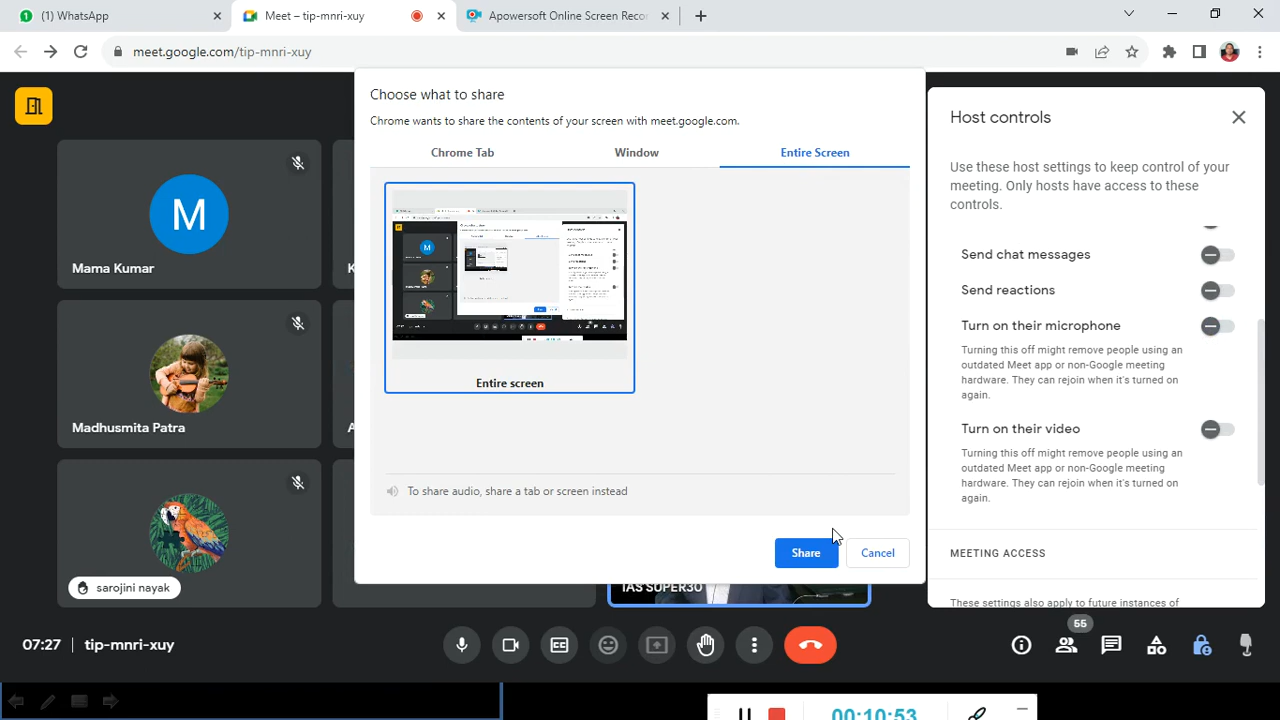 (1) WhatsApp
Meet – tip-mnri-xuy
Apowersoft Online Screen Reco
meet.google.com/tip-mnri-xuy
Choose what to share
Chrome wants to share the contents of your screen with meet.google.com.
Chrome Tab
Window
Entire Screen
Entire screen
To share audio, share a tab or screen instead
Share
Cancel
M
Mama Kumar
K
Madhusmita Patra
A
sarojini nayak
IAS SUPER30
Host controls
Use these host settings to keep control of your
meeting. Only hosts have access to these
controls.
Send chat messages
Send reactions
Turn on their microphone
Turning this off might remove people using an
outdated Meet app or non-Google meeting
hardware. They can rejoin when it's turned on
again.
Turn on their video
Turning this off might remove people using an
outdated Meet app or non-Google meeting
hardware. They can rejoin when it's turned on
again.
MEETING ACCESS
These settings also apply to future instances of
07:27 | tip-mnri-xuy
55
00:10:53